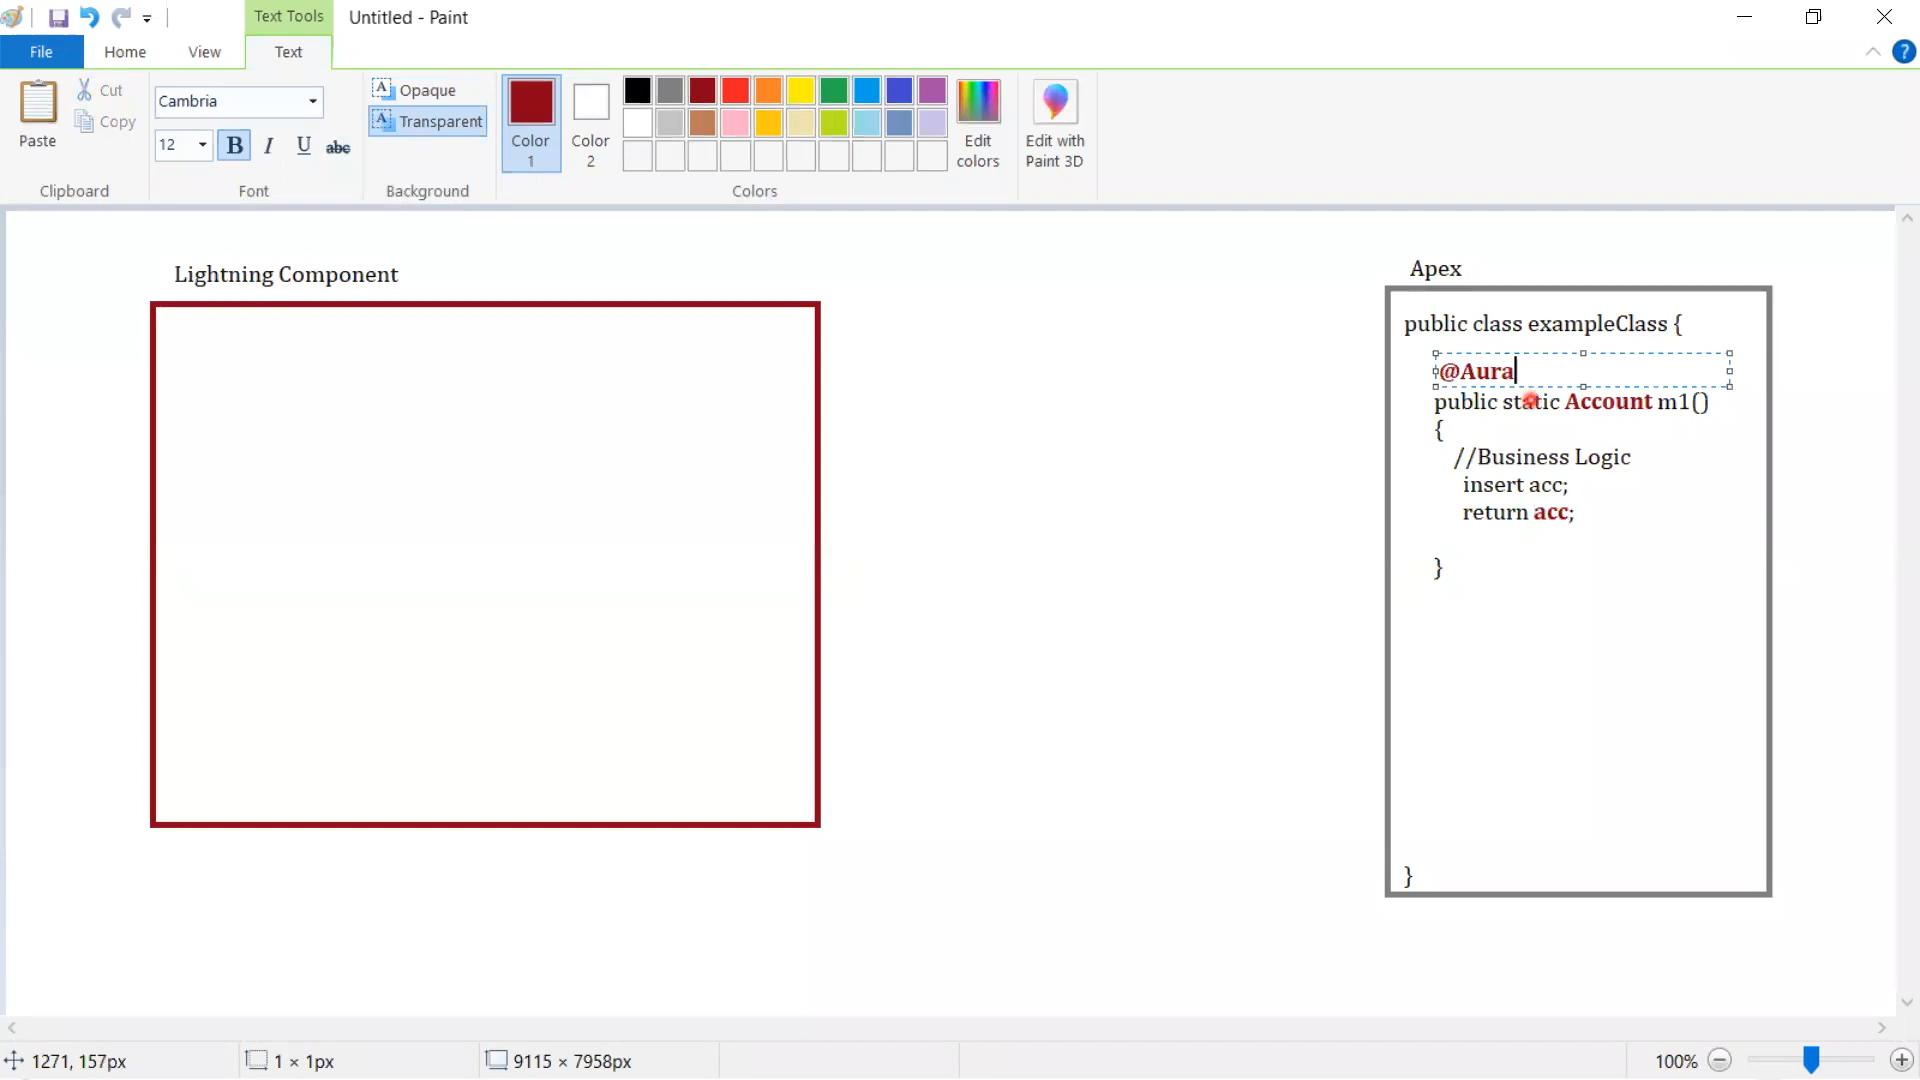 Text Tools
Untitled - Paint
File
Home
View
Text
Paste
Cut
Copy
Clipboard
Cambria
12
B
I
U
abc
Font
A Opaque
A Transparent
Background
Color 1
Color 2
Edit colors
Colors
Edit with Paint 3D
?
Lightning Component
Apex
public class exampleClass {
@Aura
public static Account m1()
{
//Business Logic
insert acc;
return acc;
}
}
1271, 157px
1 × 1px
9115 × 7958px
100%